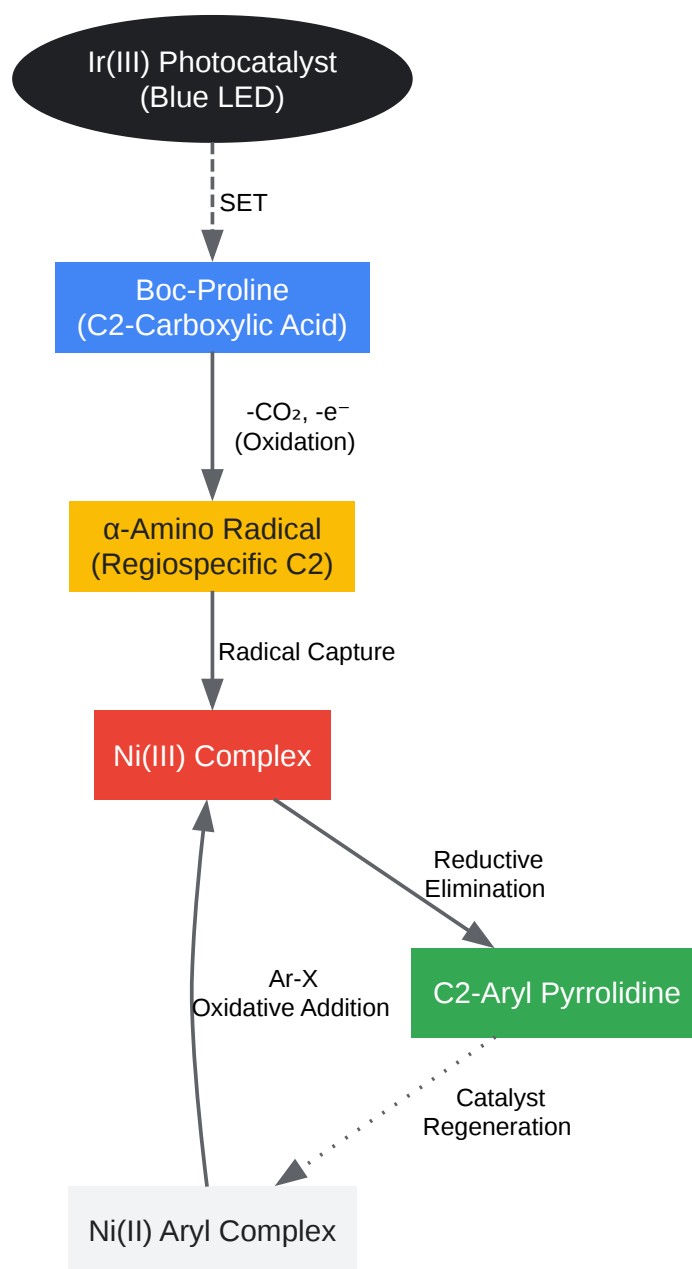 Ir(III) Photocatalyst
(Blue LED)
SET
Boc-Proline
(C2-Carboxylic Acid)
-CO₂, -e⁻
(Oxidation)
α-Amino Radical
(Regiospecific C2)
Radical Capture
Ni(III) Complex
Reductive
Elimination
Ar-X
Oxidative Addition
C2-Aryl Pyrrolidine
Catalyst
Regeneration
Ni(II) Aryl Complex